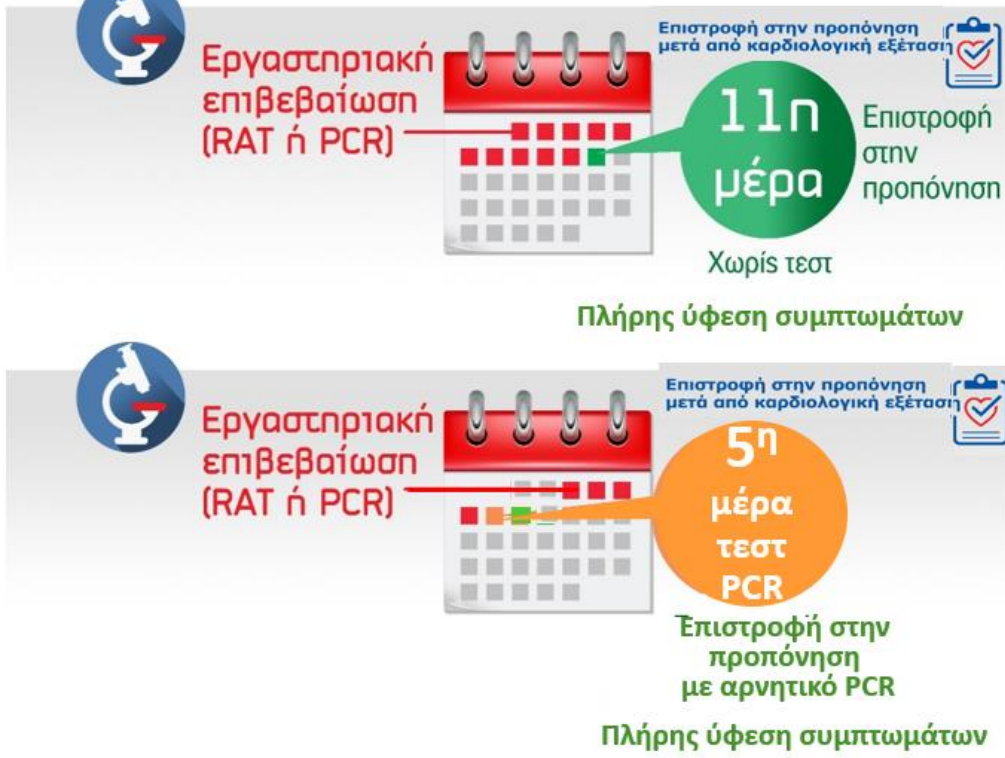 Επιστροφή στην προπόνηση
μετά από καρδιολογική εξέταση
Εργαστηριακή
επιβεβαίωση
(RAT ή PCR)
11η
μέρα
Επιστροφή
στην
προπόνηση
Χωρίς τεστ
Πλήρης ύφεση συμπτωμάτων
Επιστροφή στην προπόνηση
μετά από καρδιολογική εξέταση
Εργαστηριακή
επιβεβαίωση
(RAT ή PCR)
5η
μέρα
τεστ
PCR
Επιστροφή στην
προπόνηση
με αρνητικό PCR
Πλήρης ύφεση συμπτωμάτων